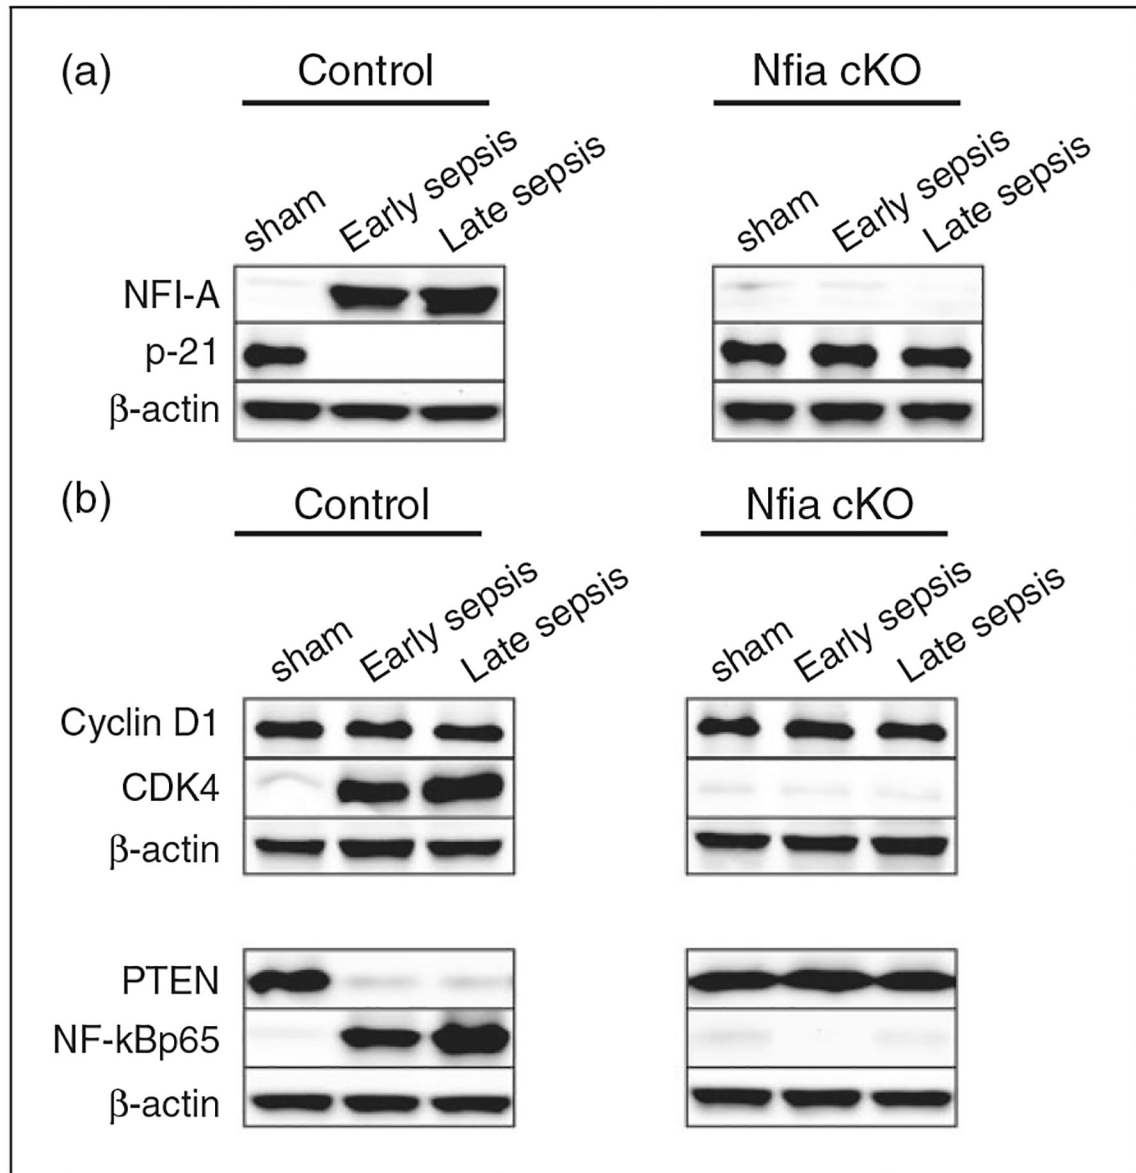 (a) Control Nfia cKO
sham Early sepsis Late sepsis sham Early sepsis Late sepsis
NFI-A
p-21
β-actin
(b) Control Nfia cKO
sham Early sepsis Late sepsis sham Early sepsis Late sepsis
Cyclin D1
CDK4
β-actin
PTEN
NF-kBp65
β-actin